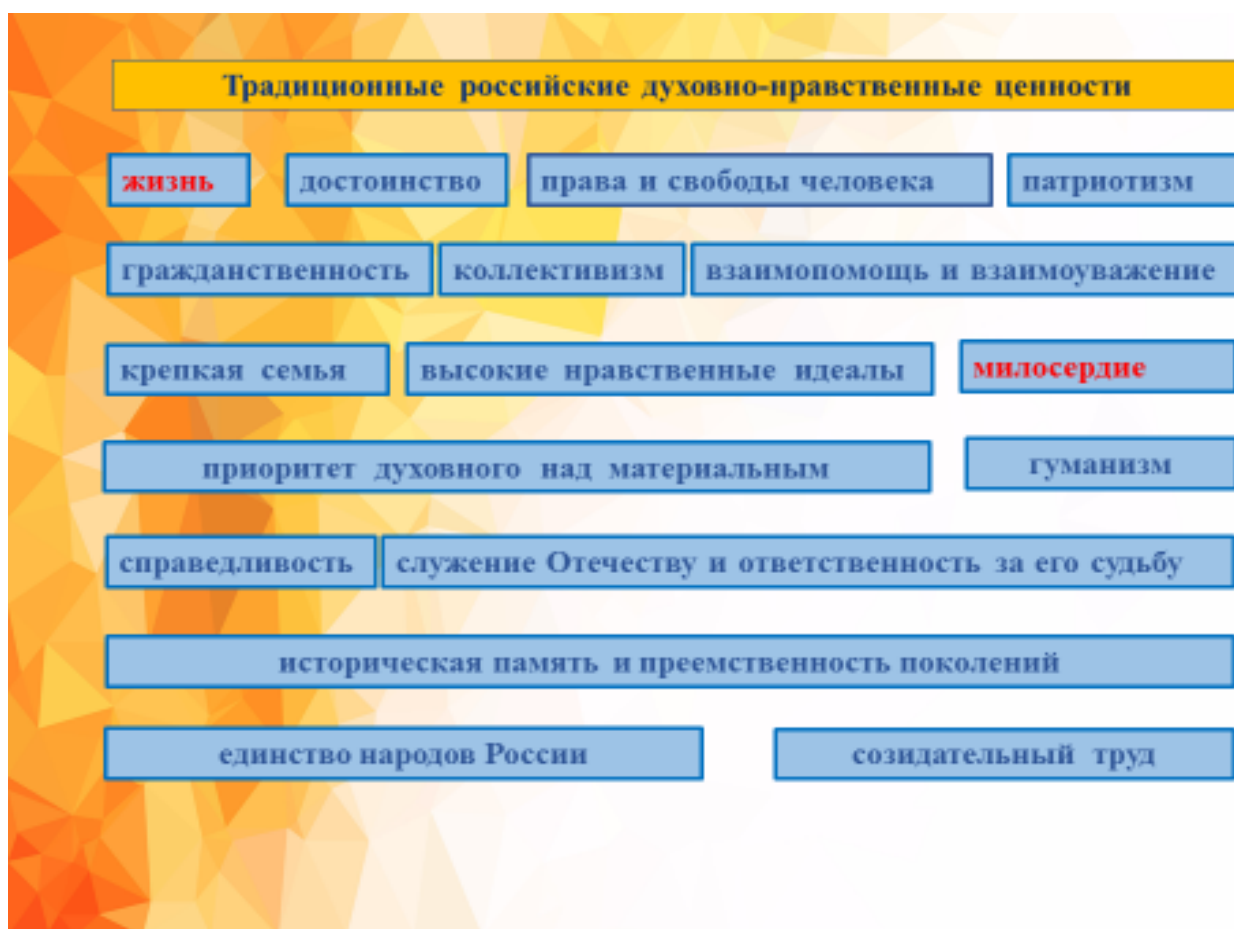 Традиционные российские духовно-нравственные ценности
жизнь достоинство права и свободы человека патриотизм
гражданственность коллективизм взаимопомощь и взаимоуважение
крепкая семья высокие нравственные идеалы милосердие
приоритет духовного над материальным гуманизм
справедливость служение Отечеству и ответственность за его судьбу
историческая память и преемственность поколений
единство народов России созидательный труд